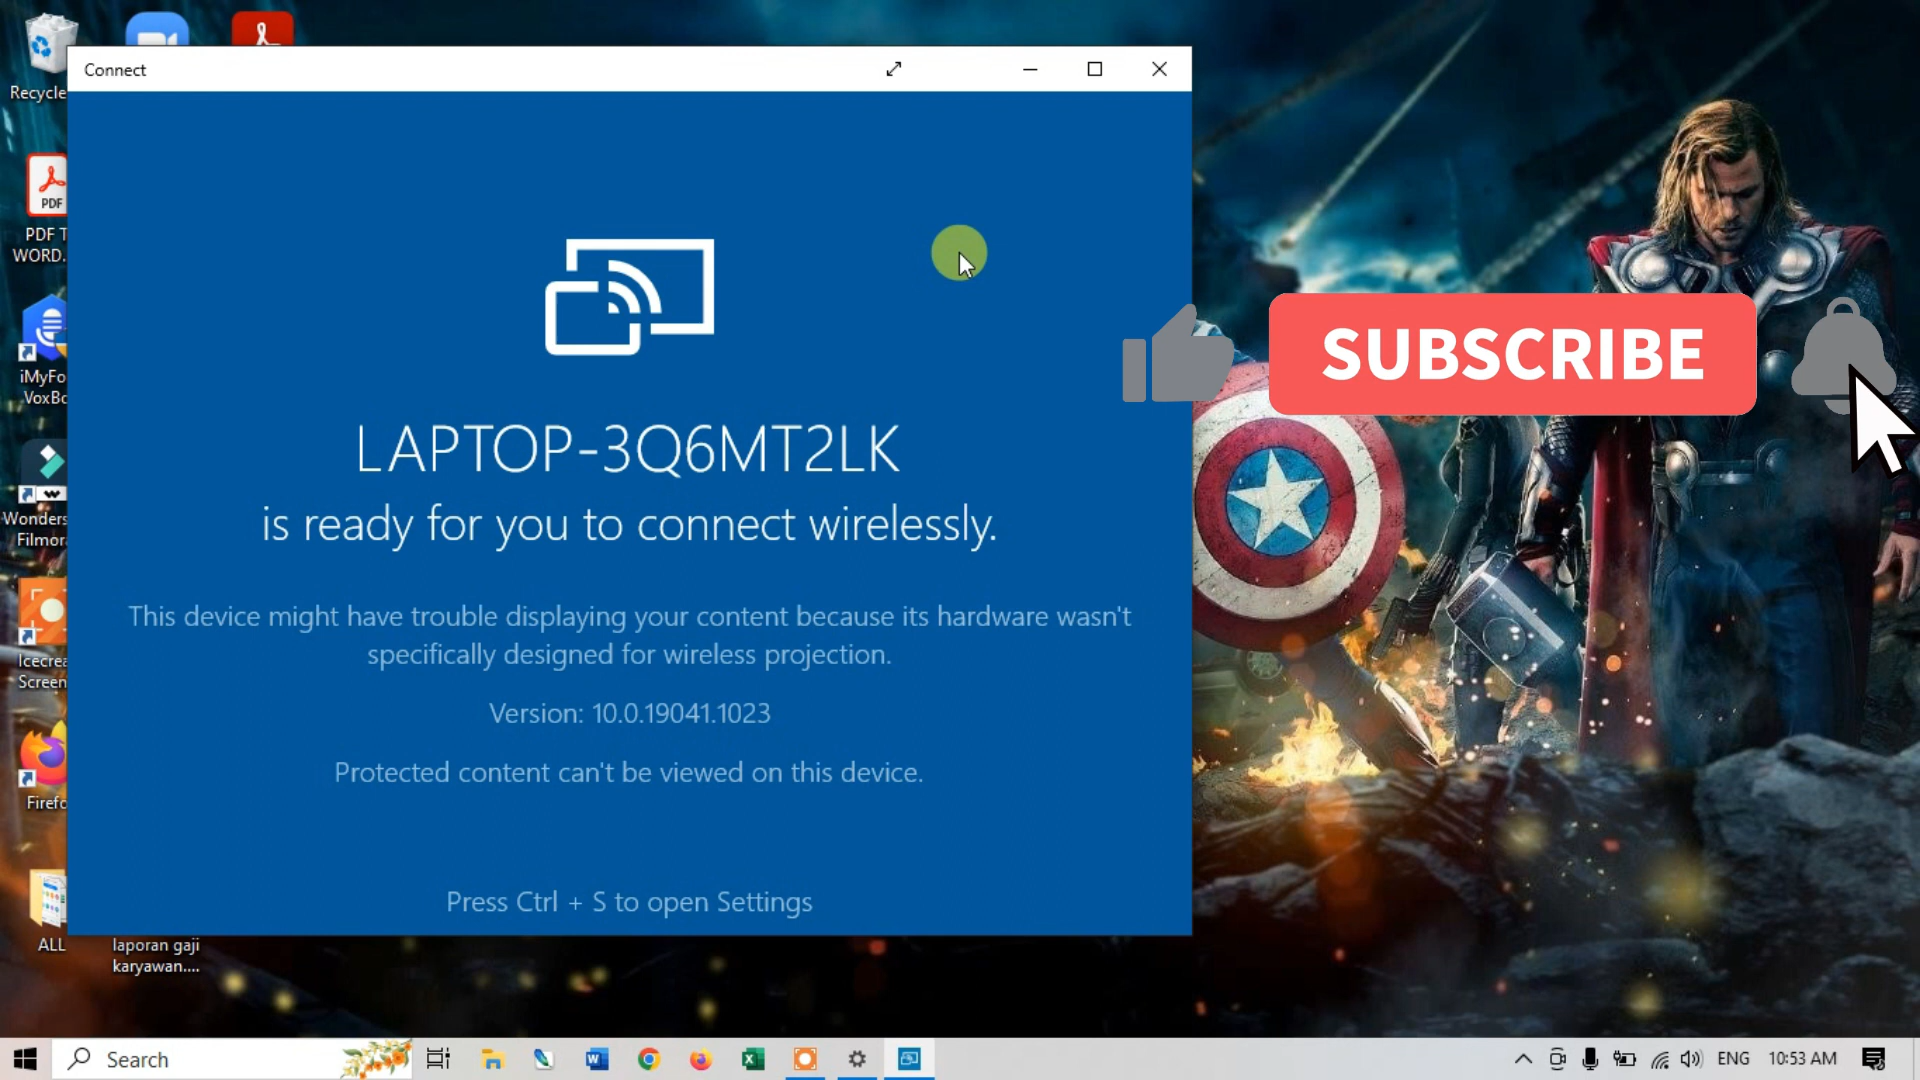 Connect
Recycle
PDF
PDF T
WORD.
iMyFo
VoxBo
Wonders
Filmora
Icecrea
Screen
Firefo
ALL
laporan gaji
karyawan....
LAPTOP-3Q6MT2LK
is ready for you to connect wirelessly.
This device might have trouble displaying your content because its hardware wasn't
specifically designed for wireless projection.
Version: 10.0.19041.1023
Protected content can't be viewed on this device.
Press Ctrl + S to open Settings
SUBSCRIBE
Search
ENG
10:53 AM